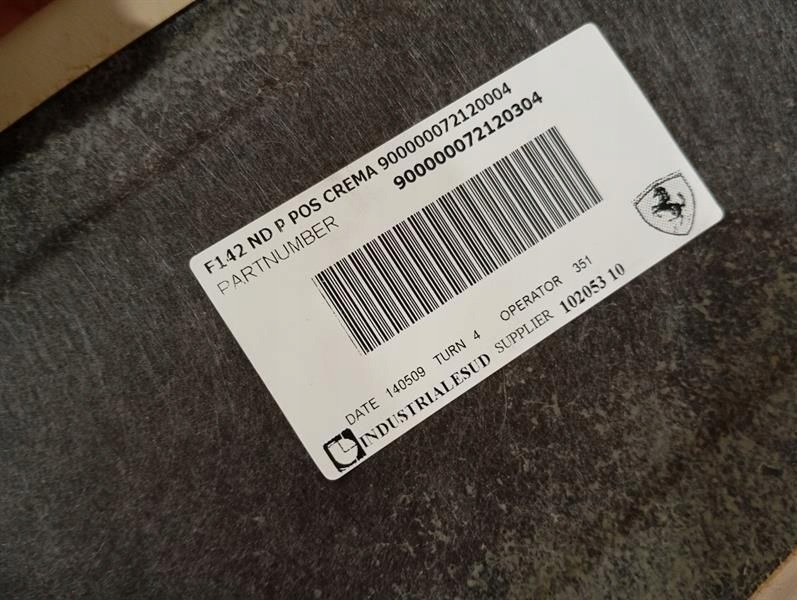 F142 ND P POS CREMA 900000072120004
PARTNUMBER 900000072120304
DATE 140509 TURN 4 OPERATOR 351
INDUSTRIALESUD SUPPLIER 102053 10